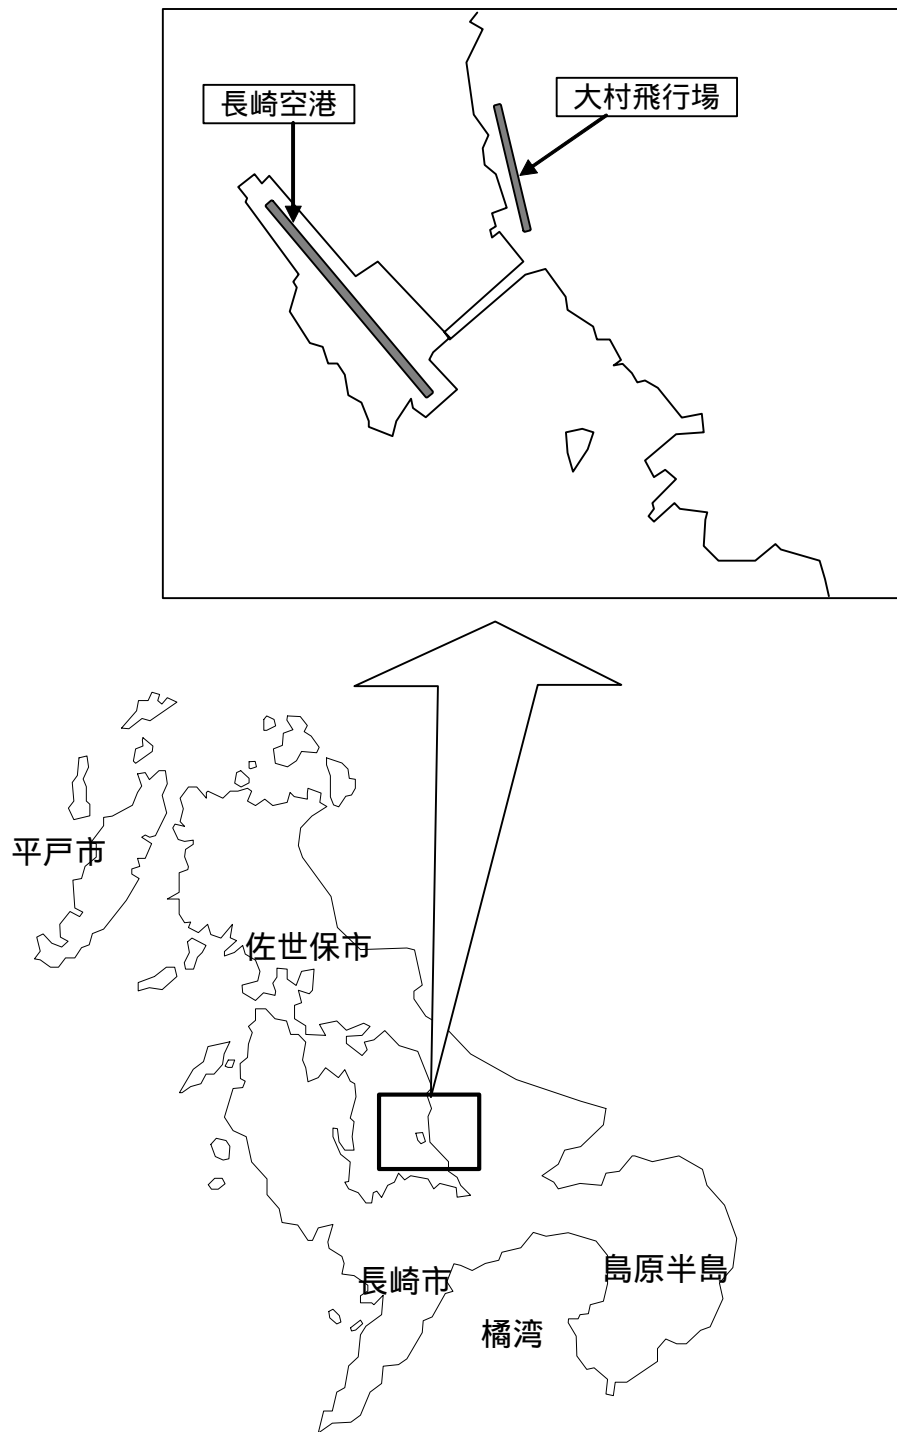 長崎空港
大村飛行場
平戸市
佐世保市
長崎市
島原半島
橘湾